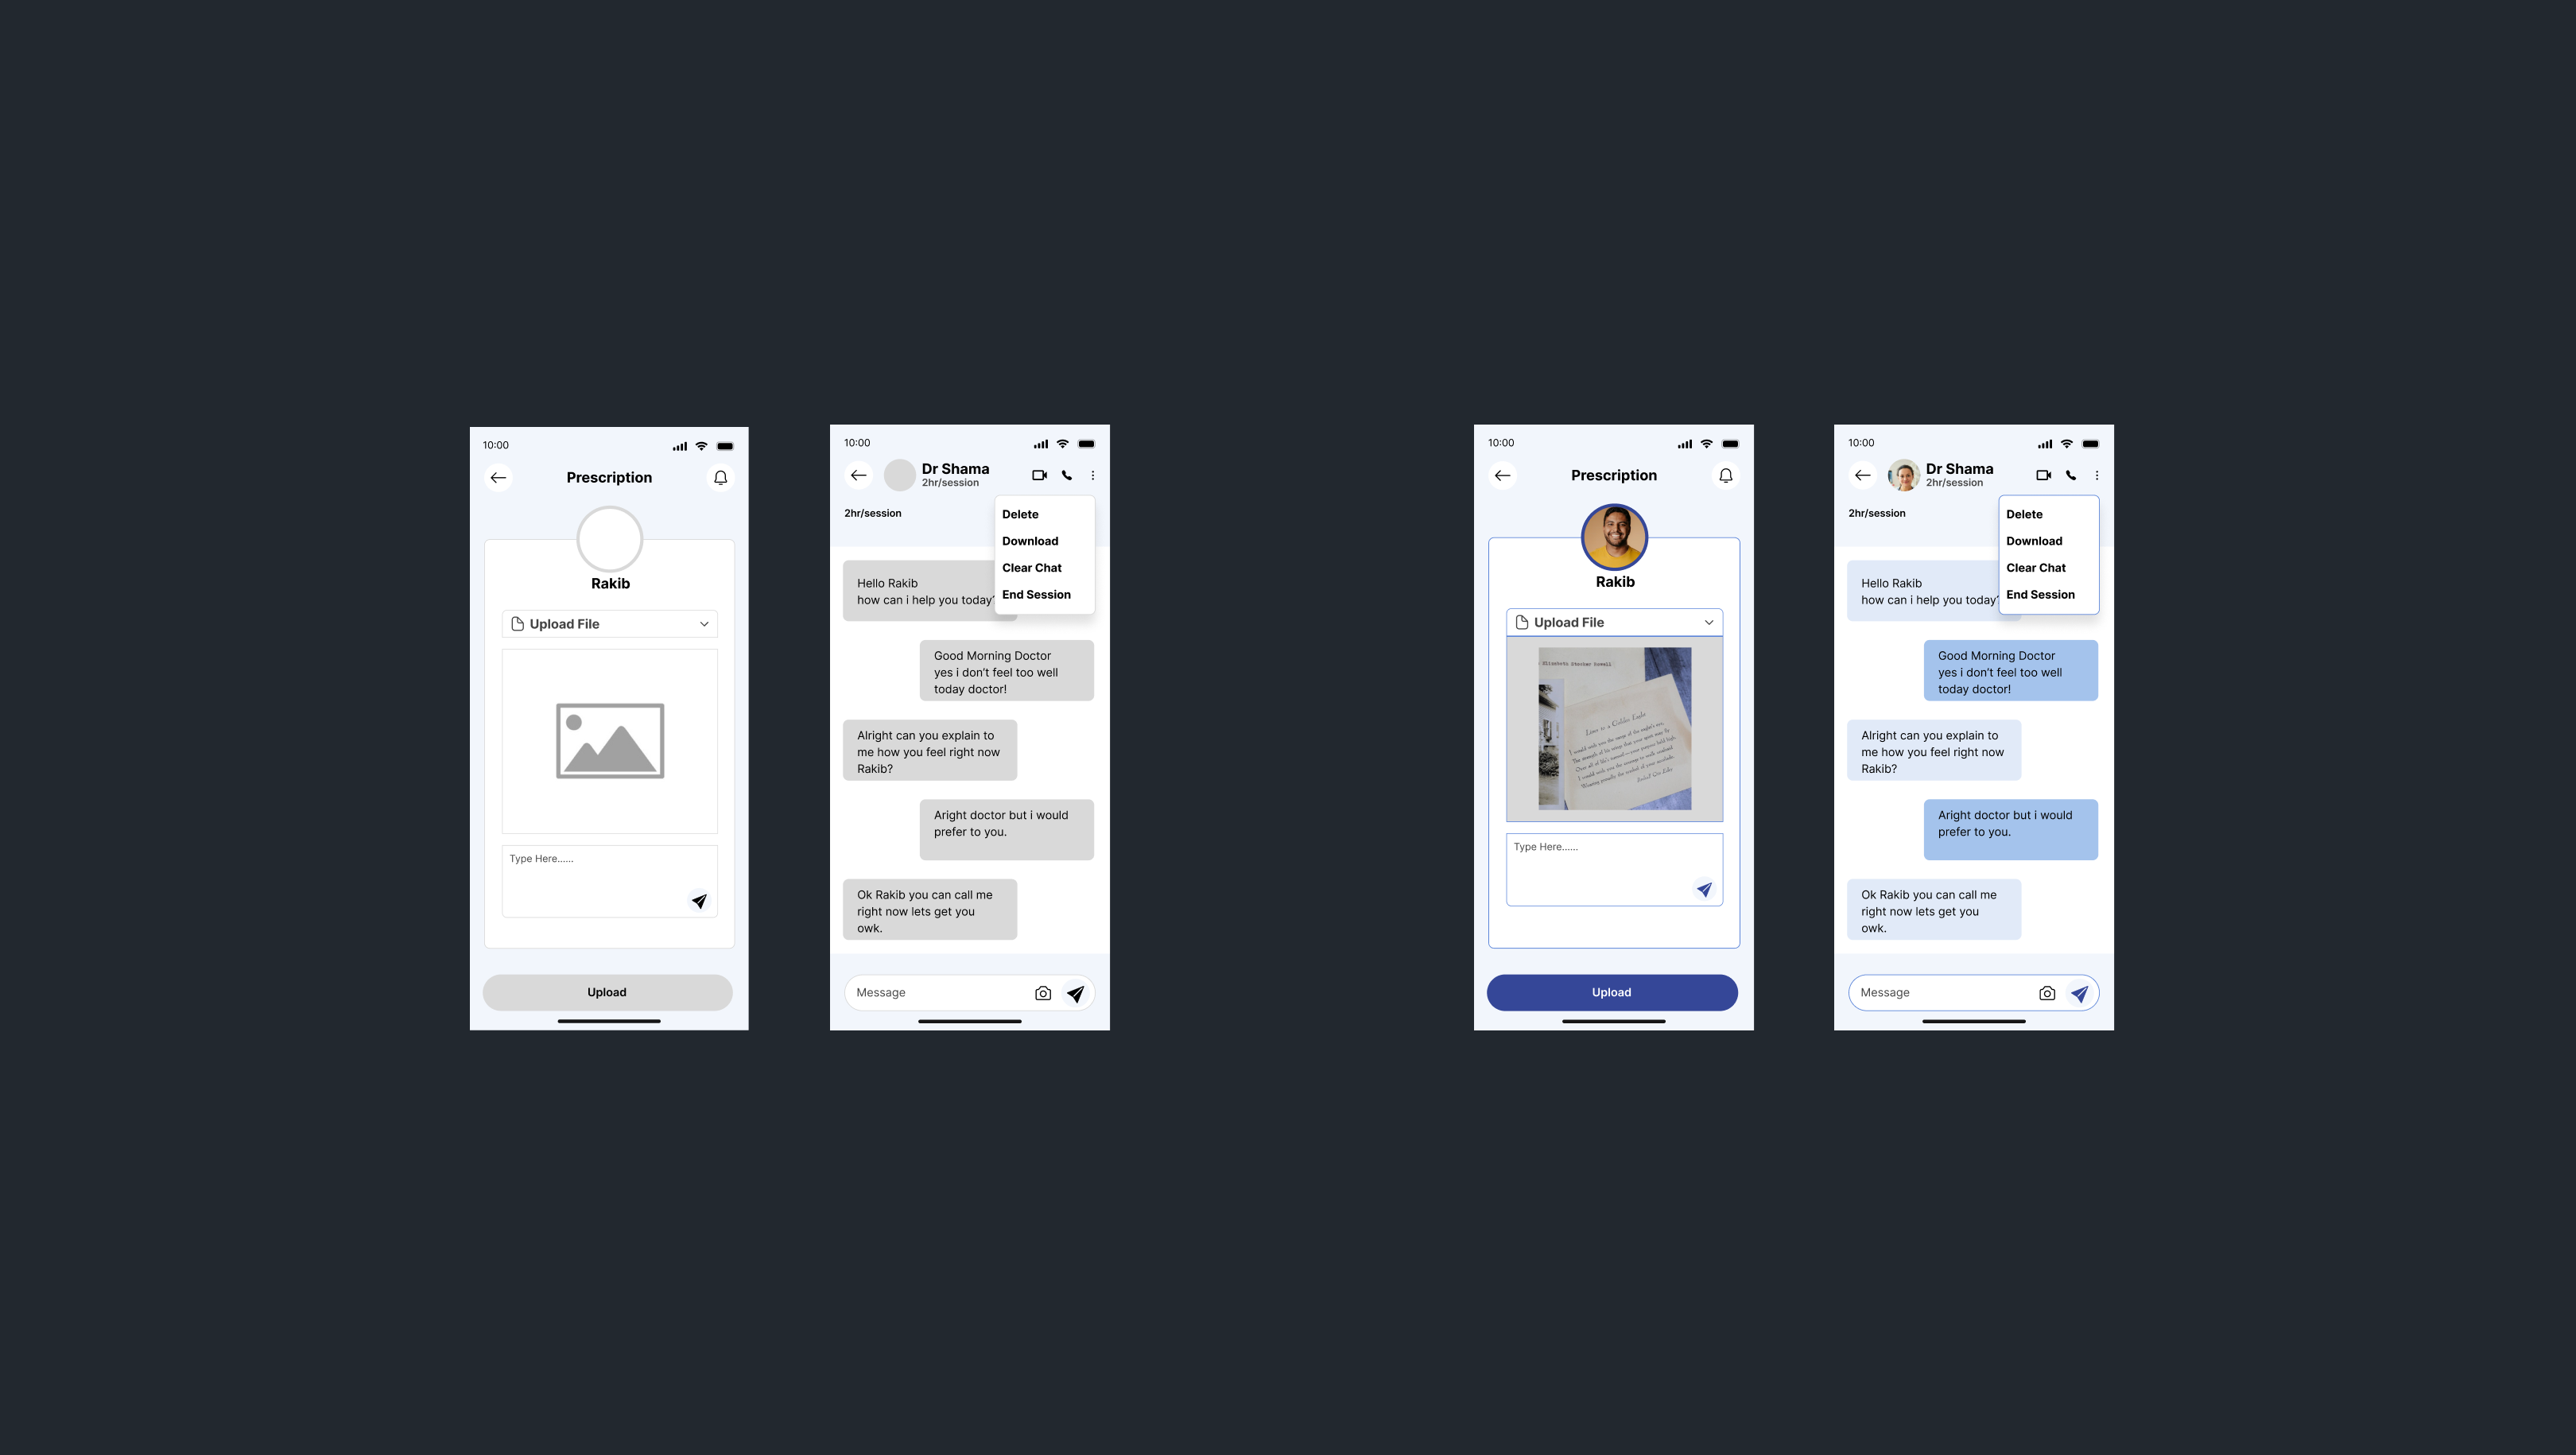 10:00
Prescription
Rakib
Upload File
Type Here......
Upload
10:00
Dr Shama
2hr/session
2hr/session
Delete
Download
Clear Chat
End Session
Hello Rakib
how can i help you today?
Good Morning Doctor
yes i don't feel too well
today doctor!
Alright can you explain to
me how you feel right now
Rakib?
Aright doctor but i would
prefer to you.
Ok Rakib you can call me
right now lets get you
owk.
Message
10:00
Prescription
Rakib
Upload File
Lines to a Golden Eagle
Type Here......
Upload
10:00
Dr Shama
2hr/session
2hr/session
Delete
Download
Clear Chat
End Session
Hello Rakib
how can i help you today?
Good Morning Doctor
yes i don't feel too well
today doctor!
Alright can you explain to
me how you feel right now
Rakib?
Aright doctor but i would
prefer to you.
Ok Rakib you can call me
right now lets get you
owk.
Message